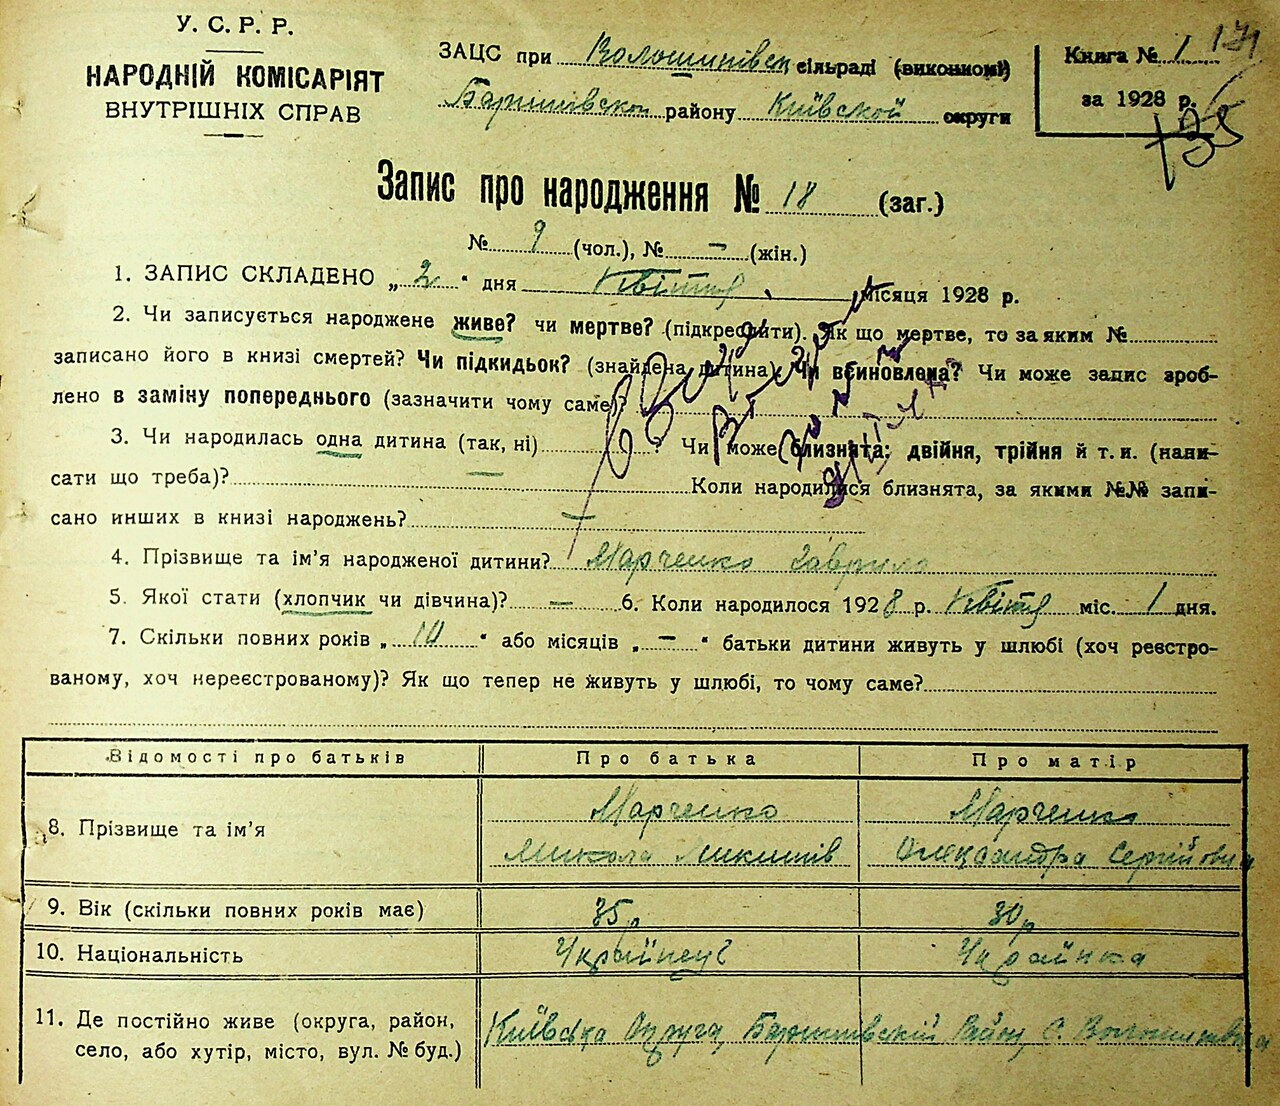 У. С. Р. Р.
НАРОДНІЙ КОМІСАРІЯТ
ВНУТРІШНІХ СПРАВ
ЗАЦС при Волошинівськ. сільраді (виконкомі)
Баришівской району Київской округи
Книга № 1 171
за 1928 р.
135
Запис про народження № 18 (заг.)
№ 9 (чол.), № – (жін.)
1. ЗАПИС СКЛАДЕНО „2“ дня Квітня місяця 1928 р.
2. Чи записується народжене живе? чи мертве? (підкреслити). Як що мертве, то за яким №
записано його в книзі смертей? Чи підкидьок? (знайдена дитина) Чи всиновлена? Чи може запис зроб-
лено в заміну попереднього (зазначити чому саме)?
3. Чи народилась одна дитина (так, ні) ? Чи може близнята: двійня, трійня й т. и. (напи-
сати що треба)? Коли народилися близнята, за якими №№ запи-
сано инших в книзі народжень?
4. Прізвище та ім'я народженої дитини? Марченко Гаврило
5. Якої стати (хлопчик чи дівчина)? – 6. Коли народилося 1928 р. Квітня міс. 1 дня.
7. Скільки повних років „10“ або місяців „–“ батьки дитини живуть у шлюбі (хоч реєстро-
ваному, хоч нереєстрованому)? Як що тепер не живуть у шлюбі, то чому саме?
Відомості про батьків Про батька Про матір
8. Прізвище та ім'я Марченко Марченко
Микола Микитів Олександра Сергійовна
9. Вік (скільки повних років має) 35 р 30 р
10. Національність Українець Українка
11. Де постійно живе (округа, район,
село, або хутір, місто, вул. № буд.)
Київська Округа, Баришівський Район, С. Волошинівка